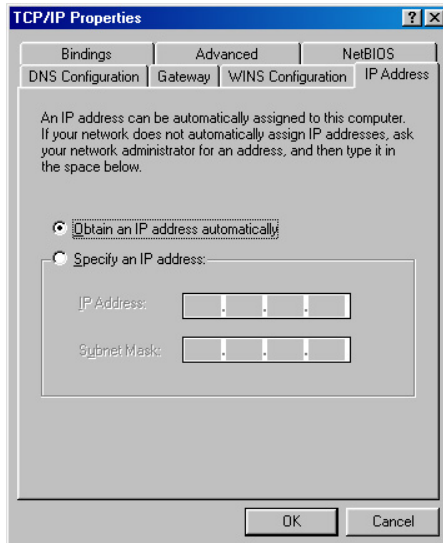 TCP/IP Properties
Bindings Advanced NetBIOS
DNS Configuration Gateway WINS Configuration IP Address
An IP address can be automatically assigned to this computer.
If your network does not automatically assign IP addresses, ask
your network administrator for an address, and then type it in
the space below.
Obtain an IP address automatically
Specify an IP address:
IP Address:
. . .
Subnet Mask:
. . .
OK Cancel